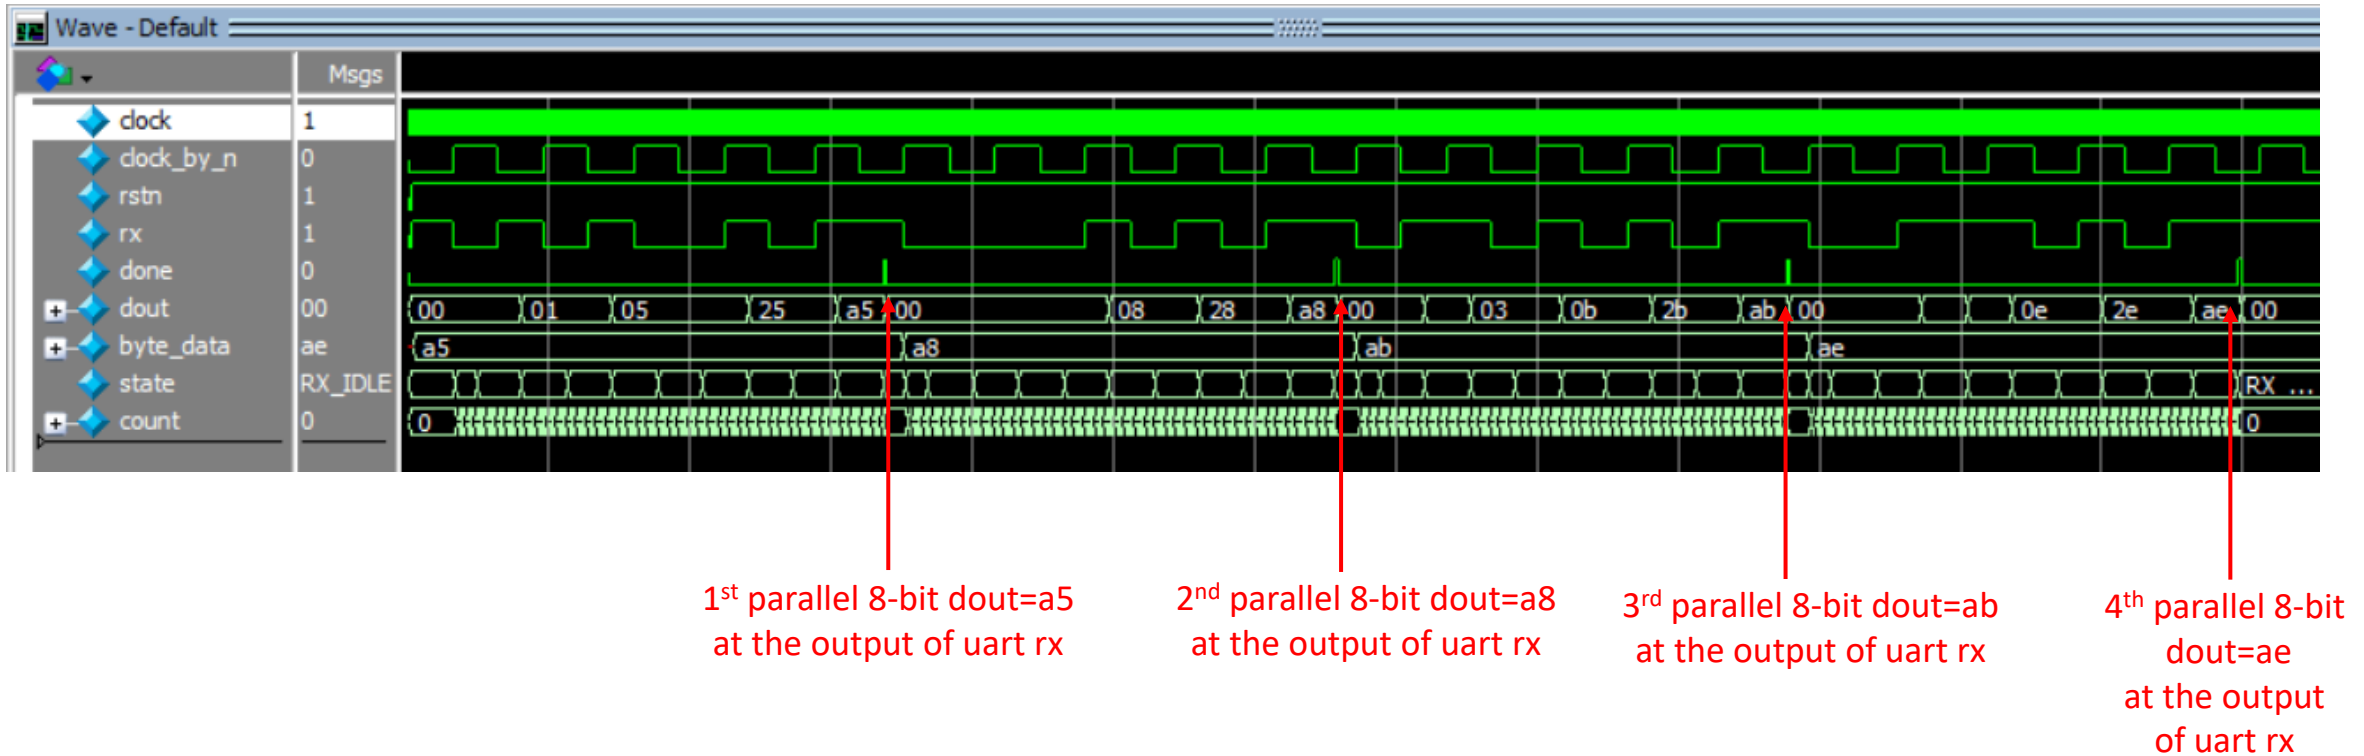 Wave - Default
Msgs
clock 1
clock_by_n 0
rstn 1
rx 1
done 0
dout 00 00 01 05 25 a5 00 08 28 a8 00 03 0b 2b ab 00 0e 2e ae 00
byte_data ae a5 a8 ab ae
state RX_IDLE RX ...
count 0 0 0
1st parallel 8-bit dout=a5
at the output of uart rx
2nd parallel 8-bit dout=a8
at the output of uart rx
3rd parallel 8-bit dout=ab
at the output of uart rx
4th parallel 8-bit
dout=ae
at the output
of uart rx